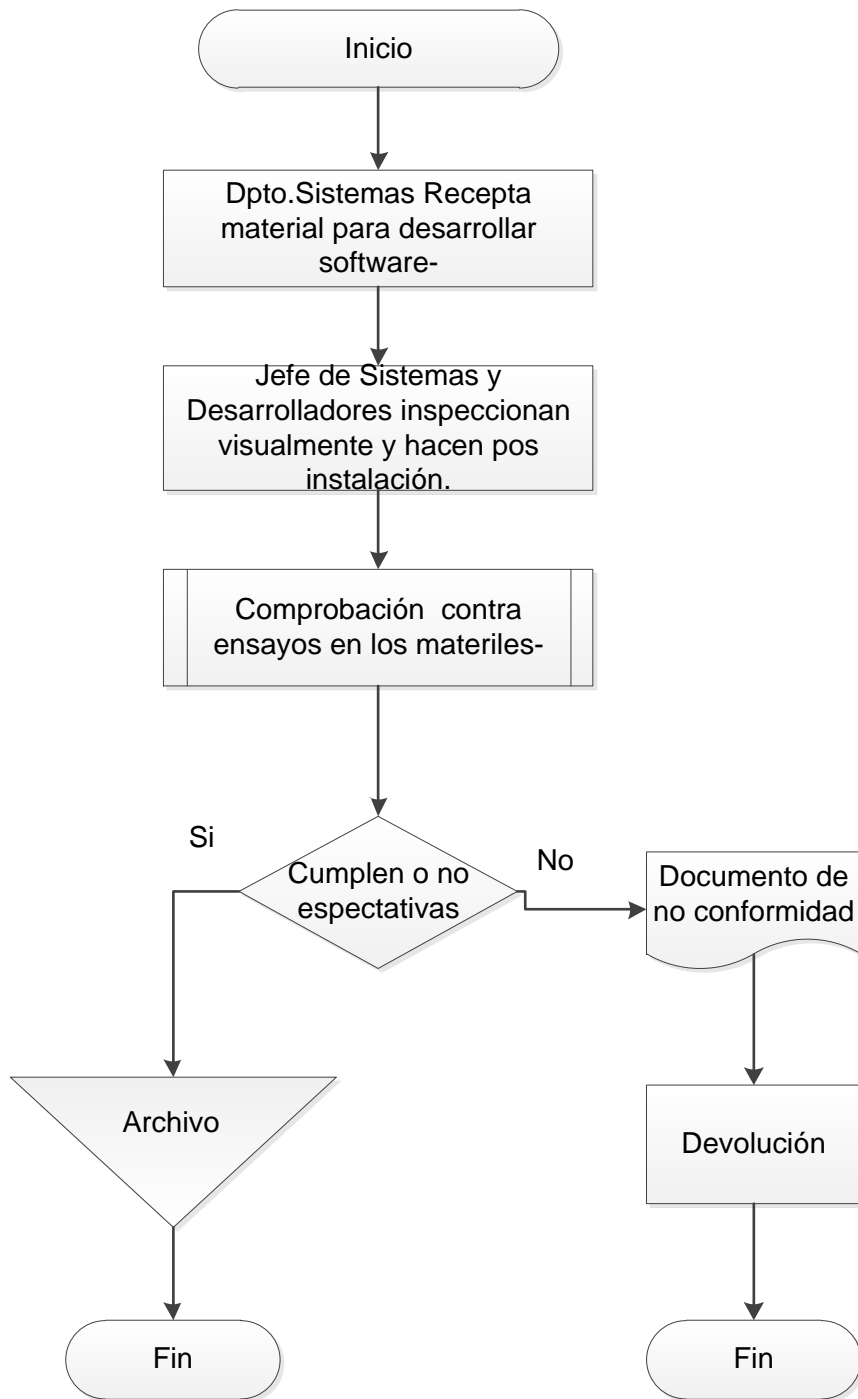 Inicio
Dpto.Sistemas Recepta
material para desarrollar
software-
Jefe de Sistemas y
Desarrolladores inspeccionan
visualmente y hacen pos
instalación.
Comprobación  contra
ensayos en los materiles-
Si
No
Cumplen o no
espectativas
Documento de
no conformidad
Archivo
Devolución
Fin
Fin